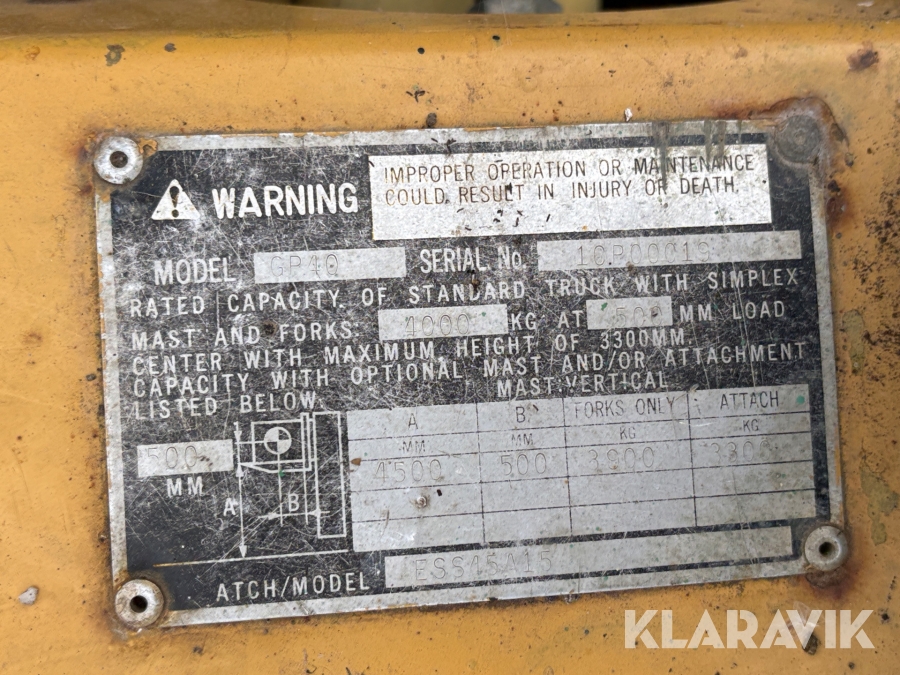 WARNING
IMPROPER OPERATION OR MAINTENANCE
COULD RESULT IN INJURY OR DEATH.
MODEL GP40 SERIAL No.
RATED CAPACITY OF STANDARD TRUCK WITH SIMPLEX
MAST AND FORKS: 4000 KG AT 500 MM LOAD
CENTER WITH MAXIMUM HEIGHT OF 3300MM.
CAPACITY WITH OPTIONAL MAST AND/OR ATTACHMENT
LISTED BELOW. MAST VERTICAL
A B FORKS ONLY ATTACH
MM MM KG KG
500 4500 500
MM
A B
ATCH/MODEL ESS45A15
KLARAVIK